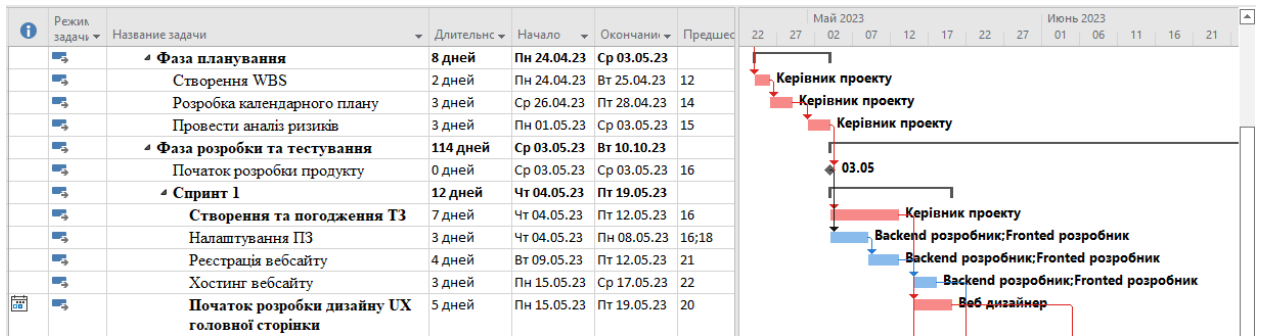 Режим задачи Название задачи Длительнс Начало Окончание Предшес
Май 2023 Июнь 2023
22 27 02 07 12 17 22 27 01 06 11 16 21
Фаза планування 8 дней Пн 24.04.23 Ср 03.05.23
Створення WBS 2 дней Пн 24.04.23 Вт 25.04.23 12 Керівник проекту
Розробка календарного плану 3 дней Ср 26.04.23 Пт 28.04.23 14 Керівник проекту
Провести аналіз ризиків 3 дней Пн 01.05.23 Ср 03.05.23 15 Керівник проекту
Фаза розробки та тестування 114 дней Ср 03.05.23 Вт 10.10.23
Початок розробки продукту 0 дней Ср 03.05.23 Ср 03.05.23 16 03.05
Спринт 1 12 дней Чт 04.05.23 Пт 19.05.23
Створення та погодження ТЗ 7 дней Чт 04.05.23 Пт 12.05.23 16 Керівник проекту
Налаштування ПЗ 3 дней Чт 04.05.23 Пн 08.05.23 16;18 Backend розробник;Fronted розробник
Реєстрація вебсайту 4 дней Вт 09.05.23 Пт 12.05.23 21 Backend розробник;Fronted розробник
Хостинг вебсайту 3 дней Пн 15.05.23 Ср 17.05.23 22 Backend розробник;Fronted розробник
Початок розробки дизайну UX 5 дней Пн 15.05.23 Пт 19.05.23 20 Веб дизайнер
головної сторінки